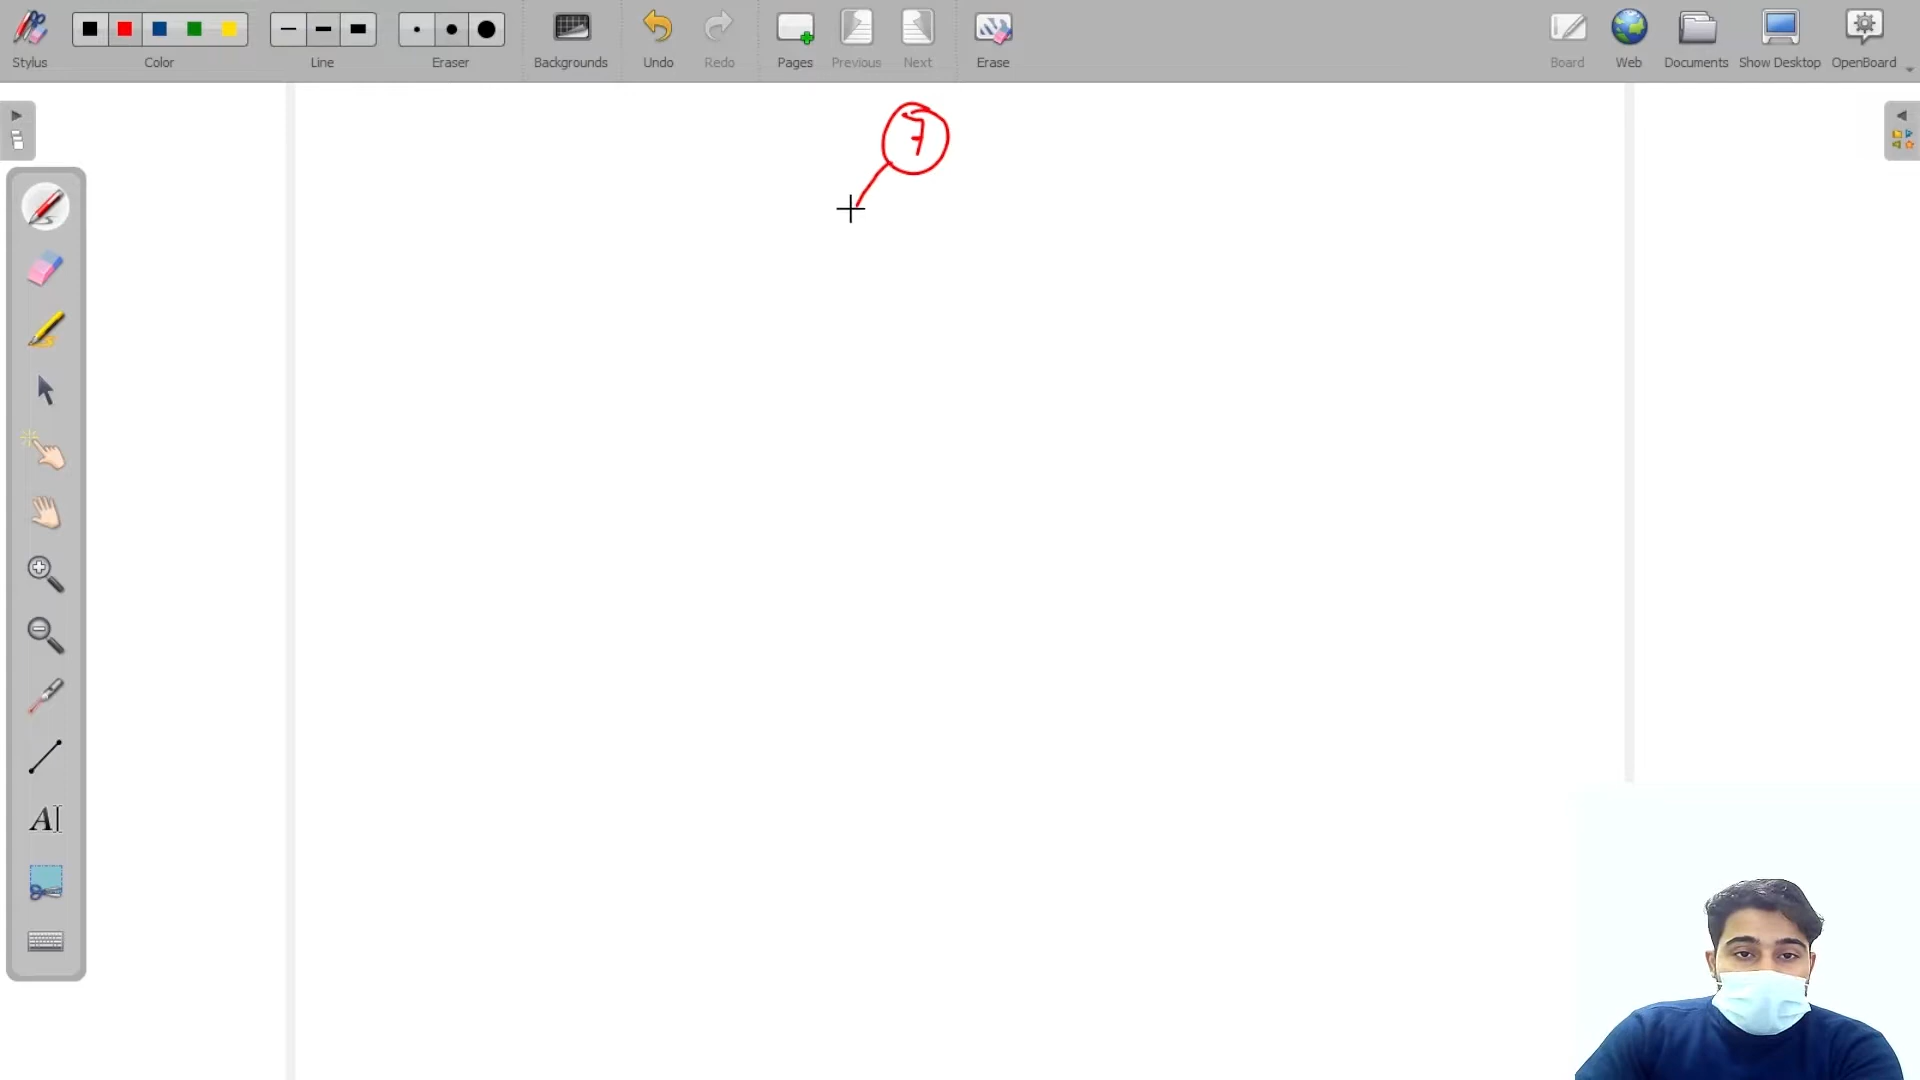 Stylus Color Line Eraser Backgrounds Undo Redo Pages Previous Next Erase Board Web Documents Show Desktop OpenBoard
7
A